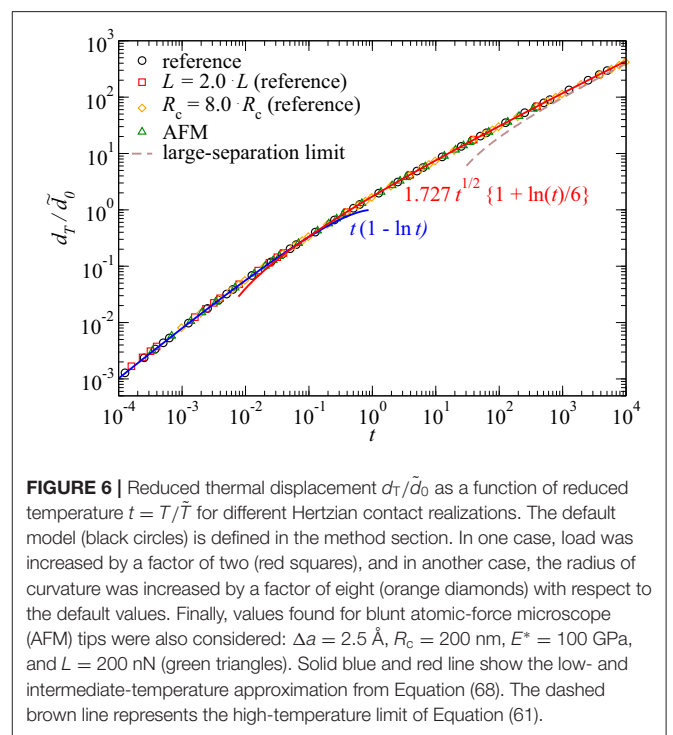 10^3
10^2
10^1
10^0
10^-1
10^-2
10^-3
d_T / d̃_0
reference
L = 2.0 · L (reference)
R_c = 8.0 · R_c (reference)
AFM
large-separation limit
1.727 t^1/2 {1 + ln(t)/6}
t (1 - ln t)
10^-4 10^-3 10^-2 10^-1 10^0 10^1 10^2 10^3 10^4
t
FIGURE 6 | Reduced thermal displacement d_T/d̃_0 as a function of reduced
temperature t = T/T̃ for different Hertzian contact realizations. The default
model (black circles) is defined in the method section. In one case, load was
increased by a factor of two (red squares), and in another case, the radius of
curvature was increased by a factor of eight (orange diamonds) with respect to
the default values. Finally, values found for blunt atomic-force microscope
(AFM) tips were also considered: Δa = 2.5 Å, R_c = 200 nm, E* = 100 GPa,
and L = 200 nN (green triangles). Solid blue and red line show the low- and
intermediate-temperature approximation from Equation (68). The dashed
brown line represents the high-temperature limit of Equation (61).